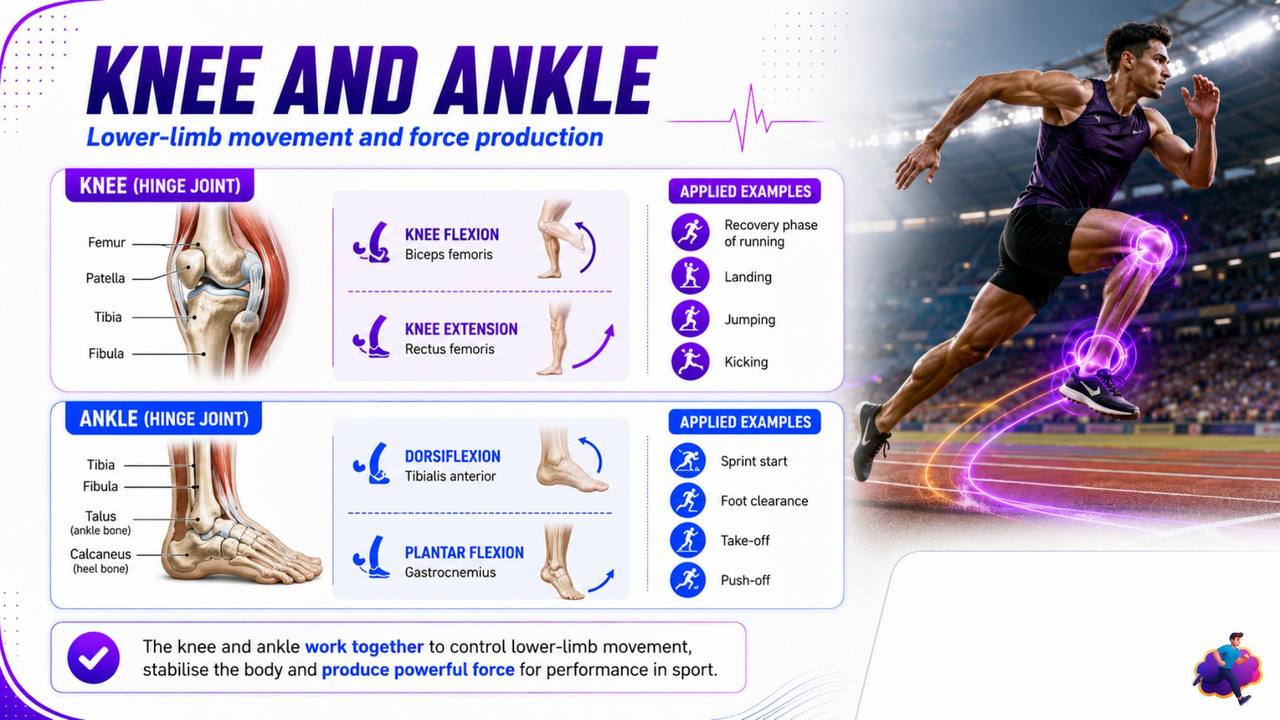 KNEE AND ANKLE
Lower-limb movement and force production
KNEE (HINGE JOINT)
Femur
Patella
Tibia
Fibula
KNEE FLEXION
Biceps femoris
KNEE EXTENSION
Rectus femoris
APPLIED EXAMPLES
Recovery phase
of running
Landing
Jumping
Kicking
ANKLE (HINGE JOINT)
Tibia
Fibula
Talus
(ankle bone)
Calcaneus
(heel bone)
DORSIFLEXION
Tibialis anterior
PLANTAR FLEXION
Gastrocnemius
APPLIED EXAMPLES
Sprint start
Foot clearance
Take-off
Push-off
The knee and ankle work together to control lower-limb movement,
stabilise the body and produce powerful force for performance in sport.